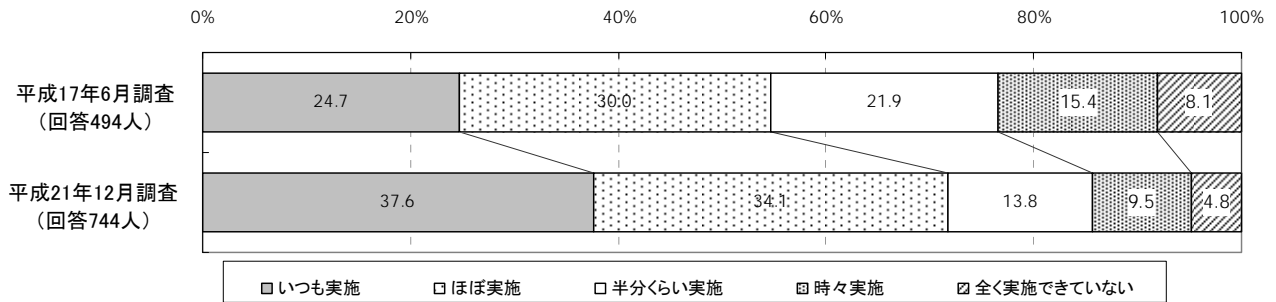 0% 20% 40% 60% 80% 100%
平成17年6月調査
（回答494人）
24.7 30.0 21.9 15.4 8.1
平成21年12月調査
（回答744人）
37.6 34.1 13.8 9.5 4.8
いつも実施 ほぼ実施 半分くらい実施 時々実施 全く実施できていない